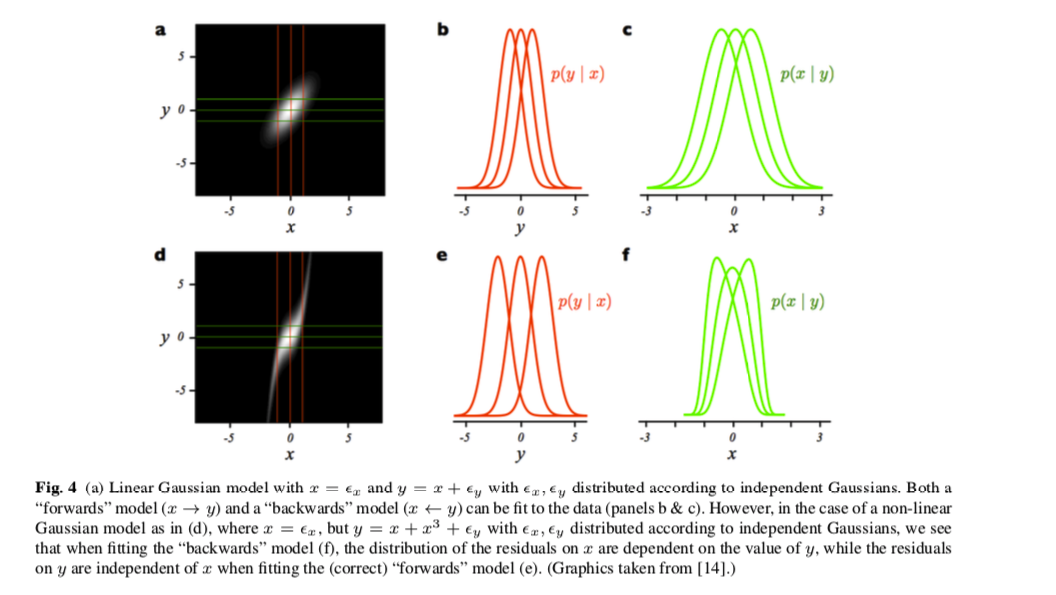 a
b
c
5
y 0
-5
-5 0 5
x
p(y | x)
-5 0 5
y
p(x | y)
-3 0 3
x
d
e
f
5
y 0
-5
-5 0 5
x
p(y | x)
-5 0 5
y
p(x | y)
-3 0 3
x
Fig. 4 (a) Linear Gaussian model with x = ϵx and y = x + ϵy with ϵx, ϵy distributed according to independent Gaussians. Both a
“forwards” model (x → y) and a “backwards” model (x ← y) can be fit to the data (panels b & c). However, in the case of a non-linear
Gaussian model as in (d), where x = ϵx, but y = x + x³ + ϵy with ϵx, ϵy distributed according to independent Gaussians, we see
that when fitting the “backwards” model (f), the distribution of the residuals on x are dependent on the value of y, while the residuals
on y are independent of x when fitting the (correct) “forwards” model (e). (Graphics taken from [14].)